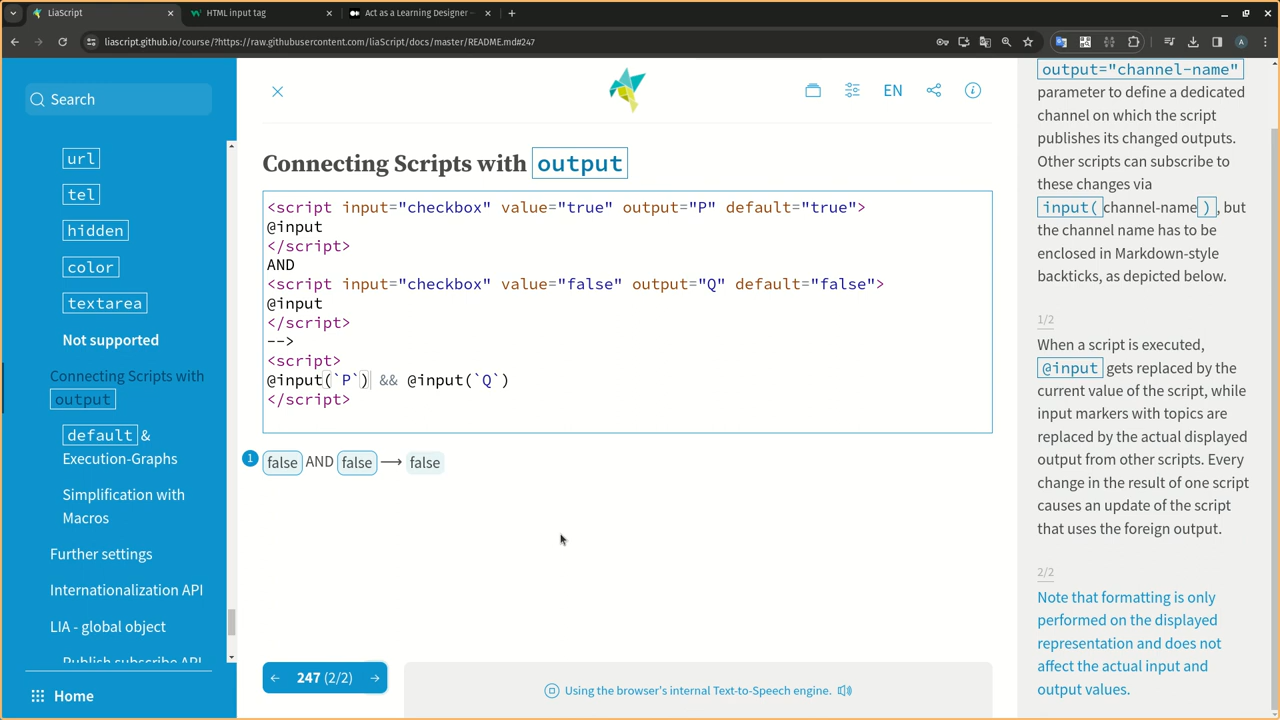 LiaScript
HTML input tag
Act as a Learning Designer
liascript.github.io/course/?https://raw.githubusercontent.com/liaScript/docs/master/README.md#247
A
Search
url
tel
hidden
color
textarea
Not supported
Connecting Scripts with
output
default &
Execution-Graphs
Simplification with
Macros
Further settings
Internationalization API
LIA - global object
Publish subscribe API
Home
EN
Connecting Scripts with output
<script input="checkbox" value="true" output="P" default="true">
@input
</script>
AND
<script input="checkbox" value="false" output="Q" default="false">
@input
</script>
-->
<script>
@input(`P`) && @input(`Q`)
</script>
1 false AND false ⟶ false
247 (2/2)
Using the browser's internal Text-to-Speech engine.
output="channel-name"
parameter to define a dedicated
channel on which the script
publishes its changed outputs.
Other scripts can subscribe to
these changes via
input(channel-name), but
the channel name has to be
enclosed in Markdown-style
backticks, as depicted below.
1/2
When a script is executed,
@input gets replaced by the
current value of the script, while
input markers with topics are
replaced by the actual displayed
output from other scripts. Every
change in the result of one script
causes an update of the script
that uses the foreign output.
2/2
Note that formatting is only
performed on the displayed
representation and does not
affect the actual input and
output values.